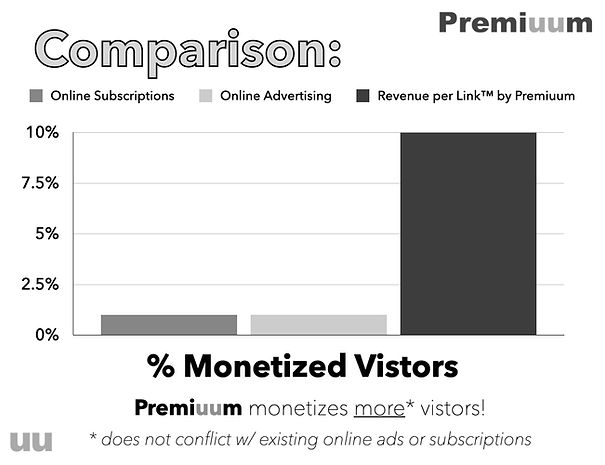 Premiuum
Comparison:
Online Subscriptions Online Advertising Revenue per Link™ by Premiuum
10%
7.5%
5%
2.5%
0%
% Monetized Vistors
Premiuum monetizes more* vistors!
uu * does not conflict w/ existing online ads or subscriptions